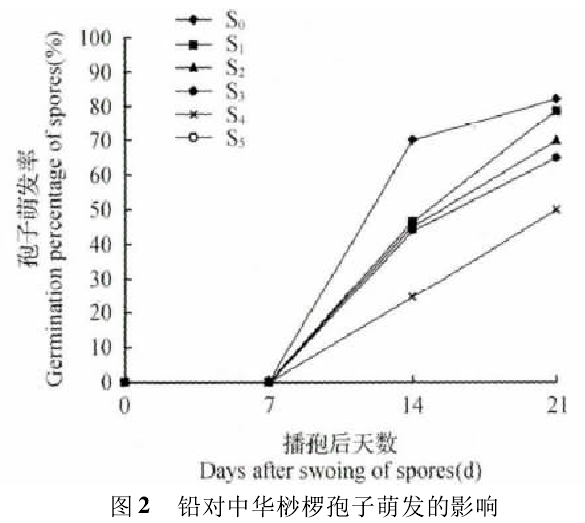 S0
S1
S2
S3
S4
S5
孢子萌发率
Germination percentage of spores(%)
100
90
80
70
60
50
40
30
20
10
0
0 7 14 21
播孢后天数
Days after swoing of spores(d)
图2 铅对中华桫椤孢子萌发的影响